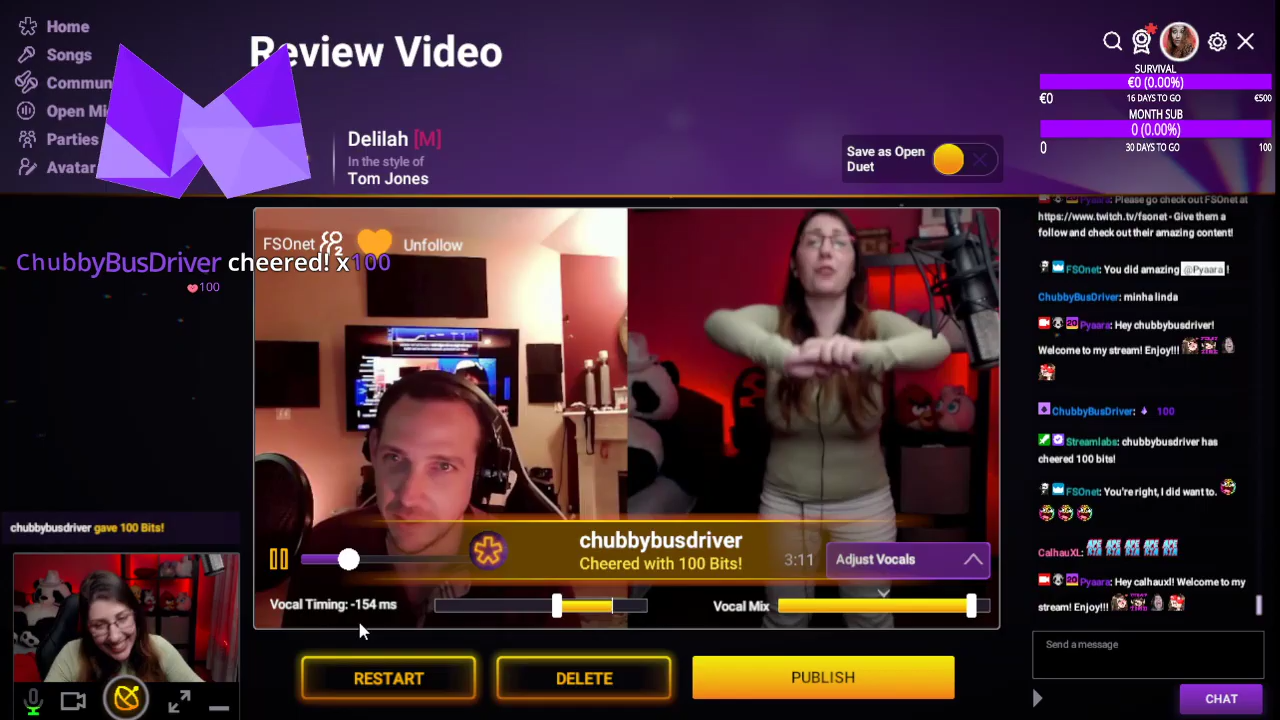 Home
Songs
Commun
Open Mi
Parties
Avatar
Review Video
Delilah [M]
In the style of
Tom Jones
Save as Open
Duet
SURVIVAL
€0 (0.00%)
€0 16 DAYS TO GO €500
MONTH SUB
0 (0.00%)
0 30 DAYS TO GO 100
ChubbyBusDriver cheered! x100
100
FSOnet
2
Unfollow
chubbybusdriver gave 100 Bits!
chubbybusdriver
Cheered with 100 Bits!
3:11
Adjust Vocals
Vocal Timing: -154 ms
Vocal Mix
RESTART
DELETE
PUBLISH
Please go check out FSOnet at
https://www.twitch.tv/fsonet - Give them a
follow and check out their amazing content!
FSOnet: You did amazing @Pyaara !
ChubbyBusDriver: minha linda
20 Pyaara: Hey chubbybusdriver!
Welcome to my stream! Enjoy!!!
ChubbyBusDriver: 100
Streamlabs: chubbybusdriver has
cheered 100 bits!
FSOnet: You're right, I did want to.
CalhauXL:
20 Pyaara: Hey calhauxl! Welcome to my
stream! Enjoy!!!
Send a message
CHAT